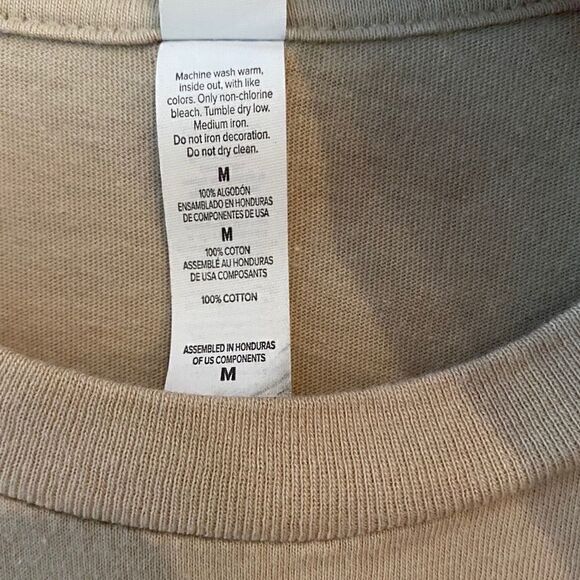 Machine wash warm,
inside out, with like
colors. Only non-chlorine
bleach. Tumble dry low.
Medium iron.
Do not iron decoration.
Do not dry clean.
M
100% ALGODÓN
ENSAMBLADO EN HONDURAS
DE COMPONENTES DE USA
M
100% COTON
ASSEMBLÉ AU HONDURAS
DE USA COMPOSANTS
100% COTTON
ASSEMBLED IN HONDURAS
OF US COMPONENTS
M